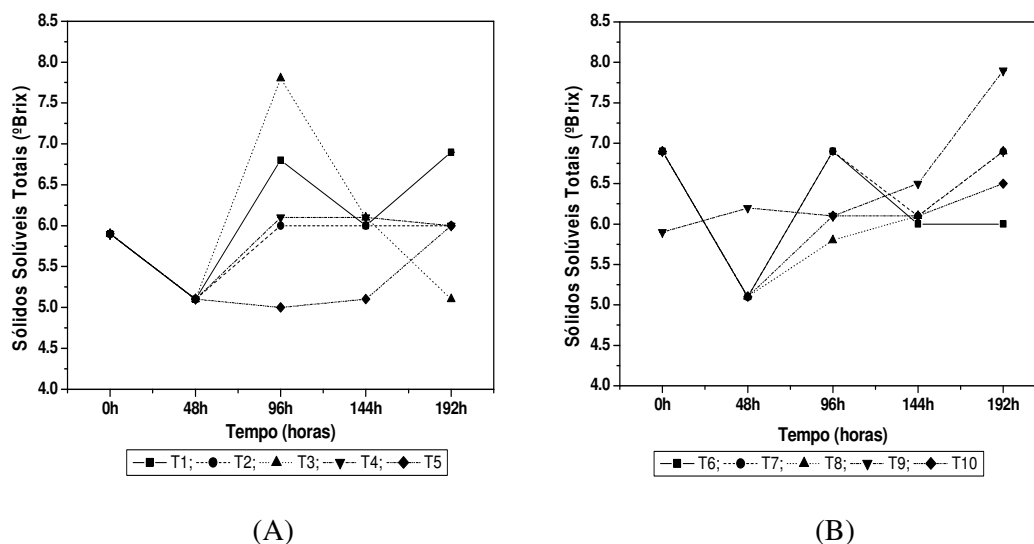 Sólidos Solúveis Totais (ºBrix)
8.5
8.0
7.5
7.0
6.5
6.0
5.5
5.0
4.5
4.0
0h 48h 96h 144h 192h
Tempo (horas)
T1; T2; T3; T4; T5
(A)
Sólidos Solúveis Totais (ºBrix)
8.5
8.0
7.5
7.0
6.5
6.0
5.5
5.0
4.5
4.0
0h 48h 96h 144h 192h
Tempo (horas)
T6; T7; T8; T9; T10
(B)